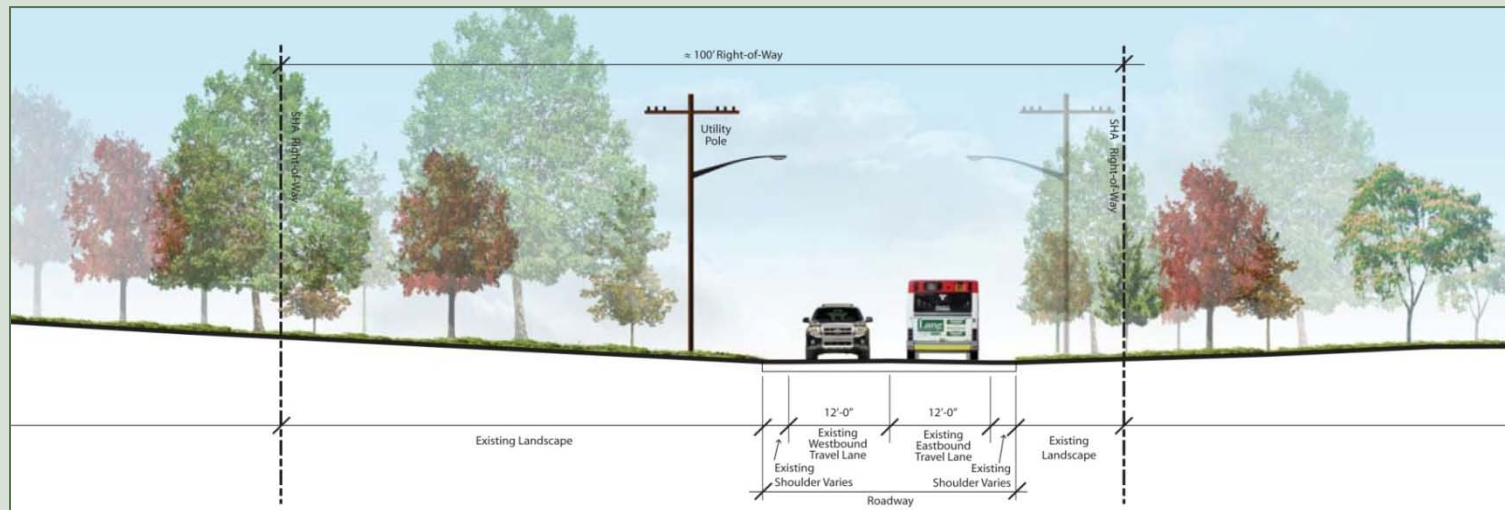 ≈ 100' Right-of-Way
SHA Right-of-Way
Utility
Pole
SHA Right-of-Way
Lang
12'-0"
12'-0"
Existing Landscape
Existing
Westbound
Travel Lane
Existing
Eastbound
Travel Lane
Existing
Landscape
Existing
Shoulder Varies
Existing
Shoulder Varies
Roadway